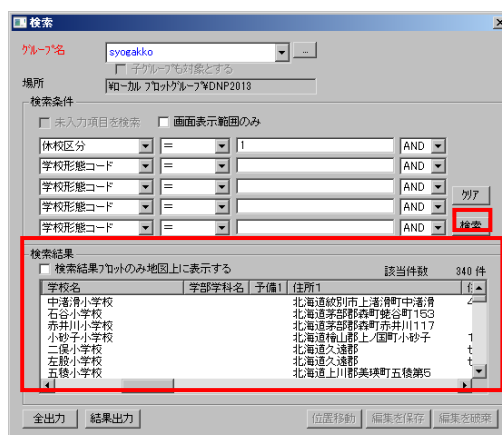 検索
グループ名 syogakko ...
子グループも対象とする
場所 ¥ローカル プロットグループ¥DNP2013
検索条件
未入力項目を検索 画面表示範囲のみ
休校区分 = 1 AND
学校形態コード = AND
学校形態コード = AND
学校形態コード = AND
学校形態コード = AND
クリア
検索
検索結果
検索結果プロットのみ地図上に表示する 該当件数 340 件
学校名 学部学科名 予備1 住所1
中渚滑小学校 北海道紋別市上渚滑町中渚滑
石谷小学校 北海道茅部郡森町蛯谷町153
赤井川小学校 北海道茅部郡森町赤井川117
小砂子小学校 北海道檜山郡上ノ国町小砂子
二俣小学校 北海道久遠郡
左股小学校 北海道久遠郡
五稜小学校 北海道上川郡美瑛町五稜第5
全出力 結果出力 位置移動 編集を保存 編集を破棄